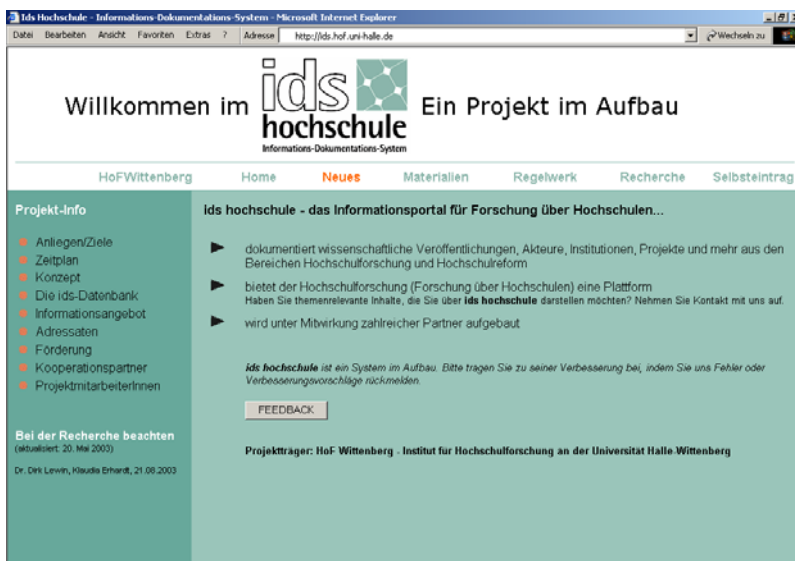 Ids Hochschule - Informations-Dokumentations-System - Microsoft Internet Explorer
Datei Bearbeiten Ansicht Favoriten Extras ? Adresse http://ids.hof.uni-halle.de Wechseln zu
Willkommen im ids hochschule Ein Projekt im Aufbau
Informations-Dokumentations-System
HoFWittenberg Home Neues Materialien Regelwerk Recherche Selbsteintrag
Projekt-Info
Anliegen/Ziele
Zeitplan
Konzept
Die ids-Datenbank
Informationsangebot
Adressaten
Förderung
Kooperationspartner
ProjektmitarbeiterInnen
Bei der Recherche beachten
(aktualisiert: 20. Mai 2003)
Dr. Dirk Lewin, Klaudia Erhardt, 21.08.2003
ids hochschule - das Informationsportal für Forschung über Hochschulen...
dokumentiert wissenschaftliche Veröffentlichungen, Akteure, Institutionen, Projekte und mehr aus den
Bereichen Hochschulforschung und Hochschulreform
bietet der Hochschulforschung (Forschung über Hochschulen) eine Plattform
Haben Sie themenrelevante Inhalte, die Sie über ids hochschule darstellen möchten? Nehmen Sie Kontakt mit uns auf.
wird unter Mitwirkung zahlreicher Partner aufgebaut
ids hochschule ist ein System im Aufbau. Bitte tragen Sie zu seiner Verbesserung bei, indem Sie uns Fehler oder
Verbesserungsvorschläge rückmelden.
FEEDBACK
Projektträger: HoF Wittenberg - Institut für Hochschulforschung an der Universität Halle-Wittenberg